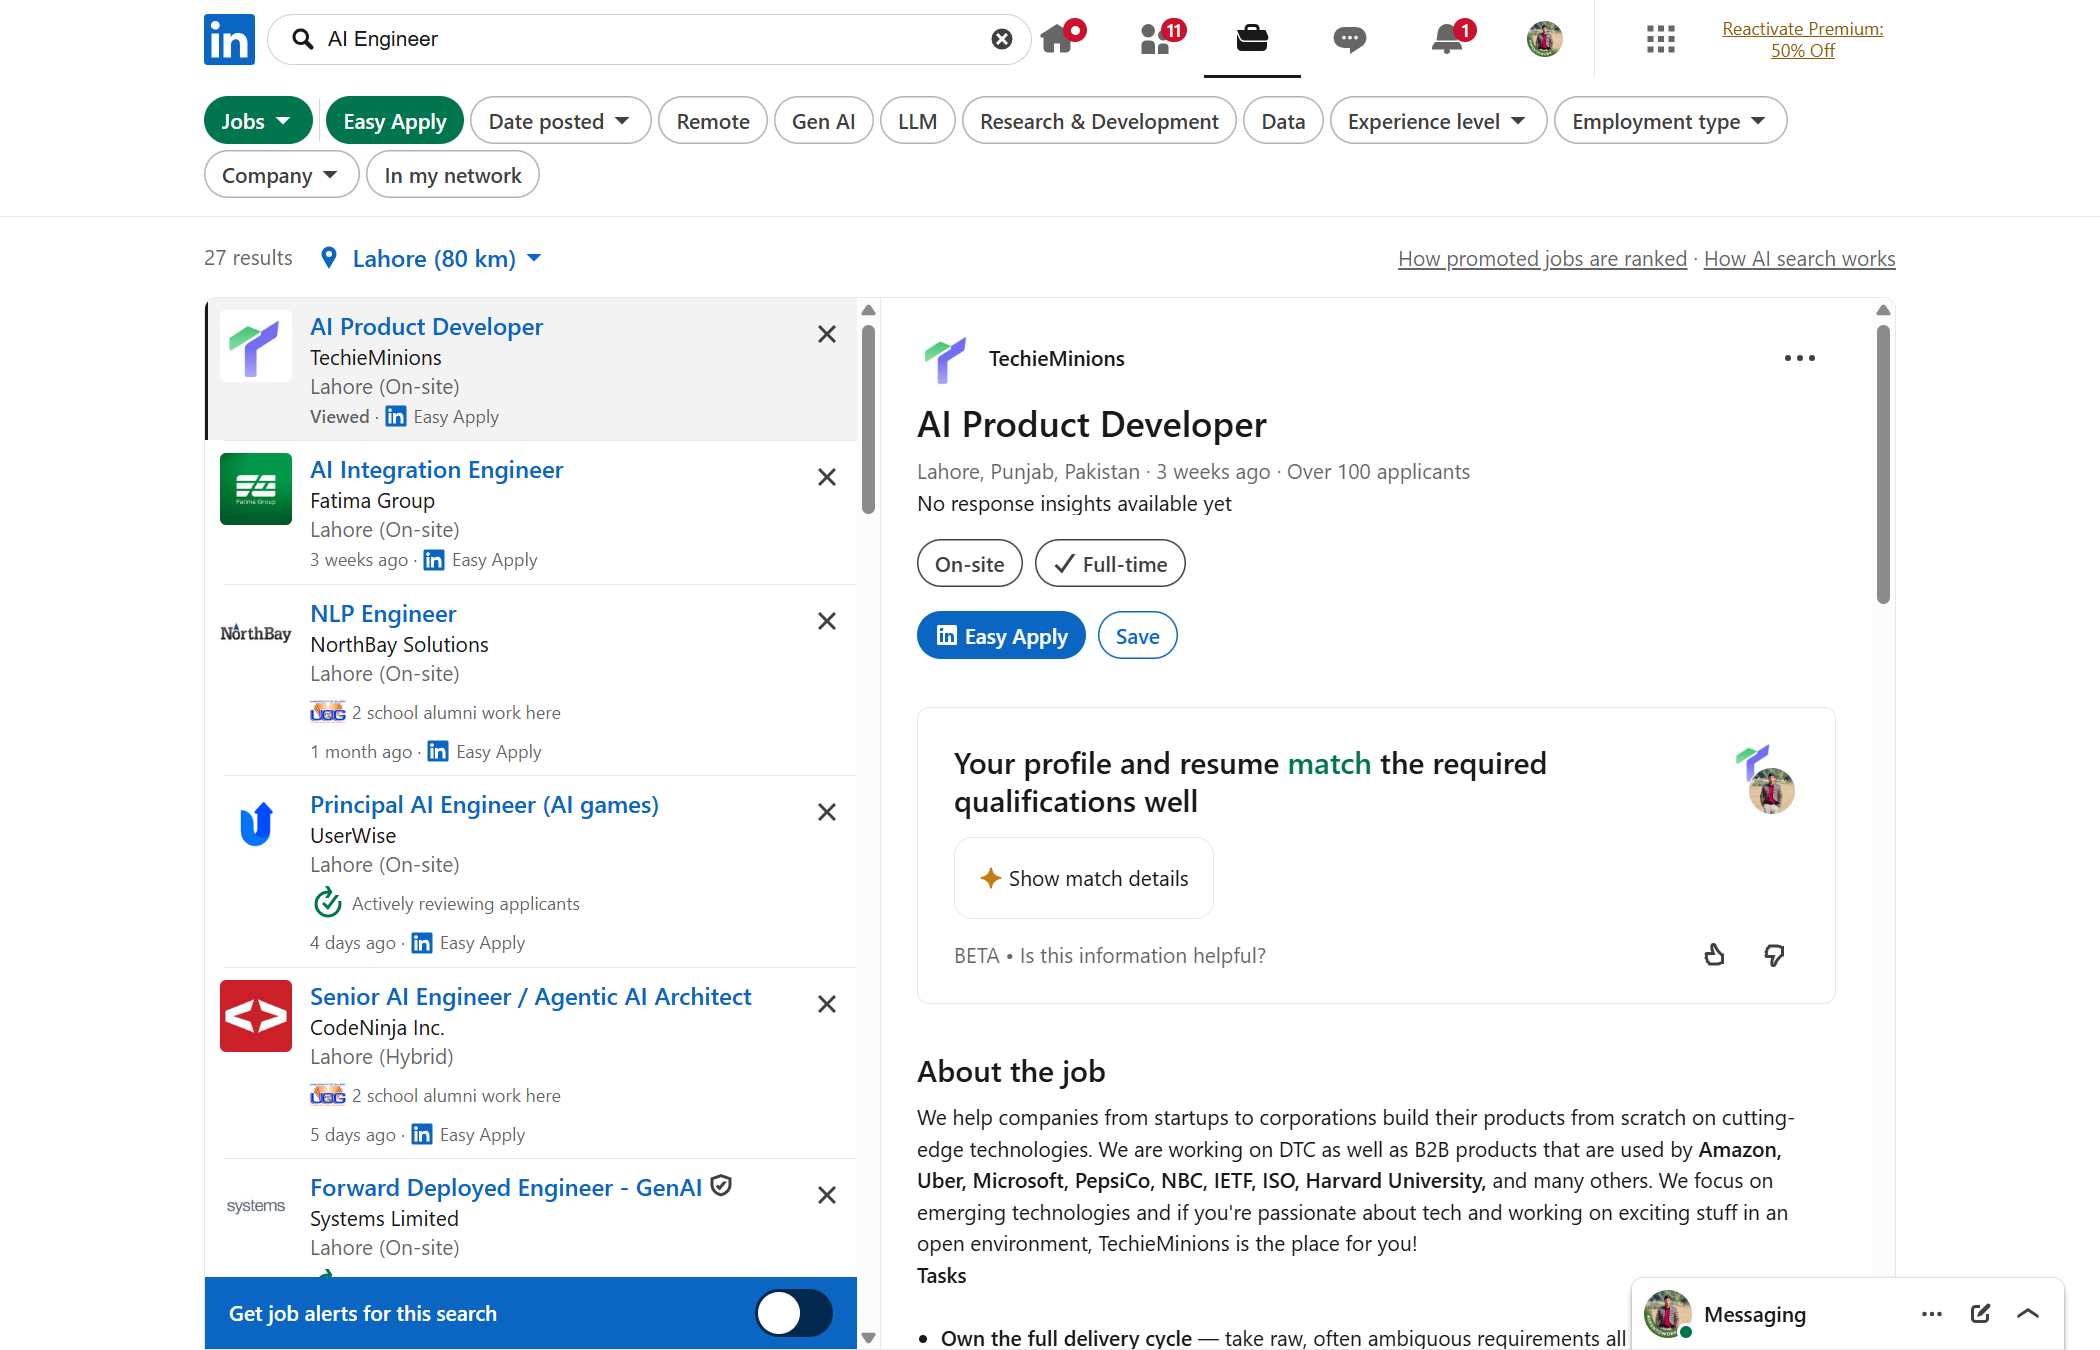 in
AI Engineer
11
1
Reactivate Premium:
50% Off
Jobs
Easy Apply
Date posted
Remote
Gen AI
LLM
Research & Development
Data
Experience level
Employment type
Company
In my network
27 results
Lahore (80 km)
How promoted jobs are ranked · How AI search works
AI Product Developer
TechieMinions
Lahore (On-site)
Viewed · in Easy Apply
Fatima Group
AI Integration Engineer
Fatima Group
Lahore (On-site)
3 weeks ago · in Easy Apply
NorthBay
NLP Engineer
NorthBay Solutions
Lahore (On-site)
UOG 2 school alumni work here
1 month ago · in Easy Apply
Principal AI Engineer (AI games)
UserWise
Lahore (On-site)
Actively reviewing applicants
4 days ago · in Easy Apply
Senior AI Engineer / Agentic AI Architect
CodeNinja Inc.
Lahore (Hybrid)
UOG 2 school alumni work here
5 days ago · in Easy Apply
systems
Forward Deployed Engineer - GenAI
Systems Limited
Lahore (On-site)
Get job alerts for this search
TechieMinions
AI Product Developer
Lahore, Punjab, Pakistan · 3 weeks ago · Over 100 applicants
No response insights available yet
On-site
Full-time
in Easy Apply
Save
Your profile and resume match the required
qualifications well
Show match details
BETA • Is this information helpful?
About the job
We help companies from startups to corporations build their products from scratch on cutting-
edge technologies. We are working on DTC as well as B2B products that are used by Amazon,
Uber, Microsoft, PepsiCo, NBC, IETF, ISO, Harvard University, and many others. We focus on
emerging technologies and if you're passionate about tech and working on exciting stuff in an
open environment, TechieMinions is the place for you!
Tasks
• Own the full delivery cycle — take raw, often ambiguous requirements all
Messaging